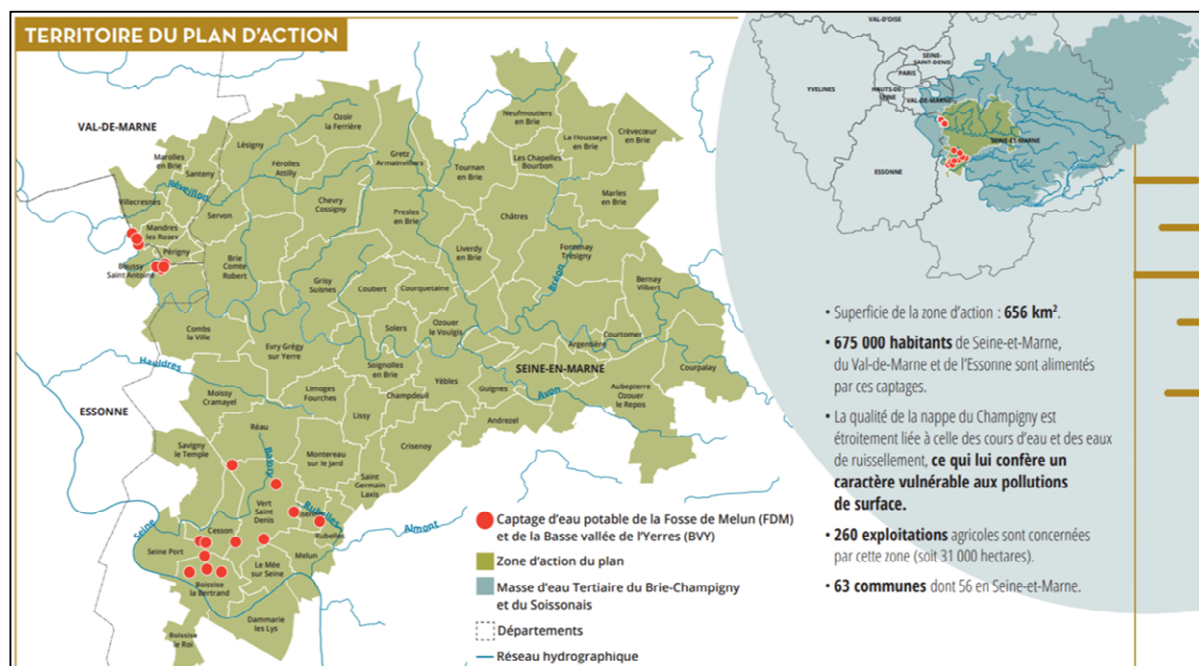 TERRITOIRE DU PLAN D'ACTION
VAL-DE-MARNE
Ozoir
la Ferrière
Lésigny
Marolles
en Brie
Santeny
Férolles
Attilly
Gretz
Armainvilliers
Tournan
en Brie
Neufmoutiers
en Brie
La Houssaye
en Brie
Crèvecœur
en Brie
Les Chapelles
Bourbon
Marles
en Brie
Réveillon
Villecresnes
Servon
Chevry
Cossigny
Presles
en Brie
Châtres
Mandres
les Roses
Périgny
Boussy
Saint Antoine
Brie
Comte
Robert
Grisy
Suisnes
Coubert
Courquetaine
Liverdy
en Brie
Fontenay
Trésigny
Bréon
Bernay
Vilbert
Combs
la Ville
Evry Grégy
sur Yerre
Solers
Ozouer
le Voulgis
Soignolles
en Brie
Argentière
Courtomer
Courpalay
SEINE-EN-MARNE
Hauldres
Yèbles
Guignes
Avon
Aubepierre
Ozouer
le Repos
Andrezel
Champdeuil
Limoges
Fourches
Lissy
Crisenoy
ESSONNE
Moissy
Cramayel
Réau
Savigny
le Temple
Montereau
sur le Jard
Saint
Germain
Laxis
Balory
Vert
Saint
Denis
Rubelles
Rubelles
Almont
Seine
Cesson
Seine Port
Melun
Le Mée
sur Seine
Boissise
la Bertrand
Boissise
le Roi
Dammarie
les Lys
Captage d'eau potable de la Fosse de Melun (FDM)
et de la Basse vallée de l'Yerres (BVY)
Zone d'action du plan
Masse d'eau Tertiaire du Brie-Champigny
et du Soissonais
Départements
Réseau hydrographique
VAL-D'OISE
SEINE-
SAINT-DENIS
PARIS
HAUTS-DE
SEINE
VAL-DE-MARNE
YVELINES
SEINE-ET-MARNE
ESSONNE
• Superficie de la zone d'action : 656 km².
• 675 000 habitants de Seine-et-Marne,
du Val-de-Marne et de l'Essonne sont alimentés
par ces captages.
• La qualité de la nappe du Champigny est
étroitement liée à celle des cours d'eau et des eaux
de ruissellement, ce qui lui confère un
caractère vulnérable aux pollutions
de surface.
• 260 exploitations agricoles sont concernées
par cette zone (soit 31 000 hectares).
• 63 communes dont 56 en Seine-et-Marne.